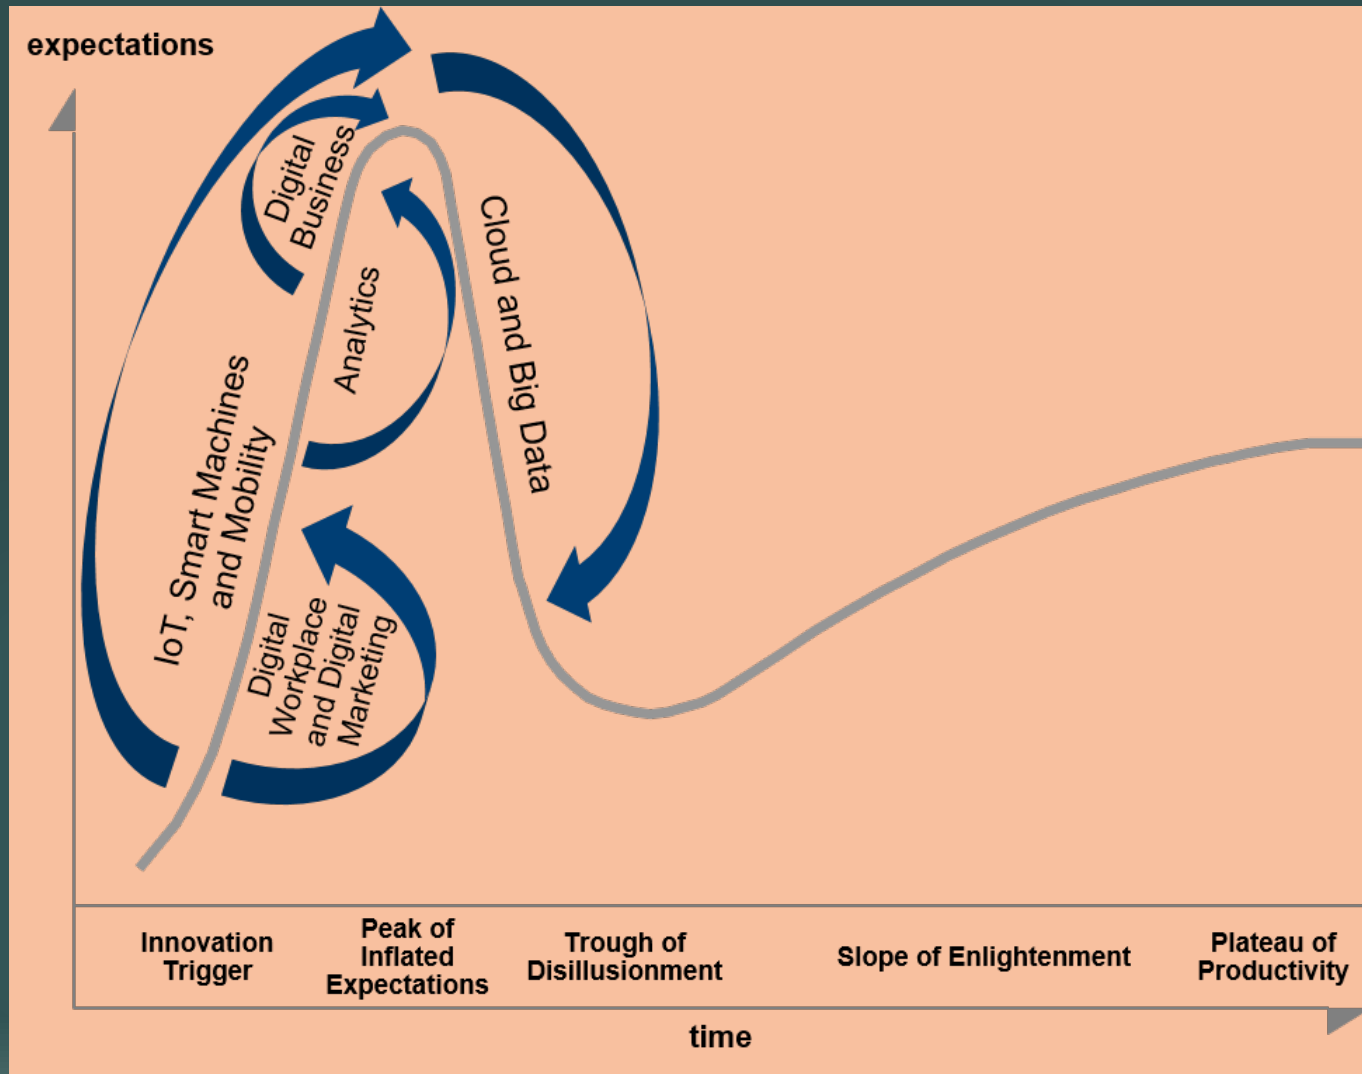 expectations
Digital
Business
Analytics
Cloud and Big Data
IoT, Smart Machines
and Mobility
Digital
Workplace
and Digital
Marketing
Innovation
Trigger
Peak of
Inflated
Expectations
Trough of
Disillusionment
Slope of Enlightenment
Plateau of
Productivity
time